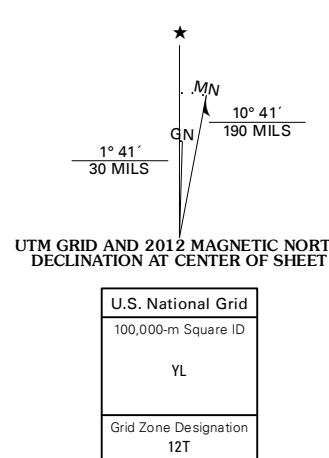 ★
MN
GN
10° 41´
190 MILS
1° 41´
30 MILS
UTM GRID AND 2012 MAGNETIC NORT
DECLINATION AT CENTER OF SHEET
U.S. National Grid
100,000-m Square ID
YL
Grid Zone Designation
12T